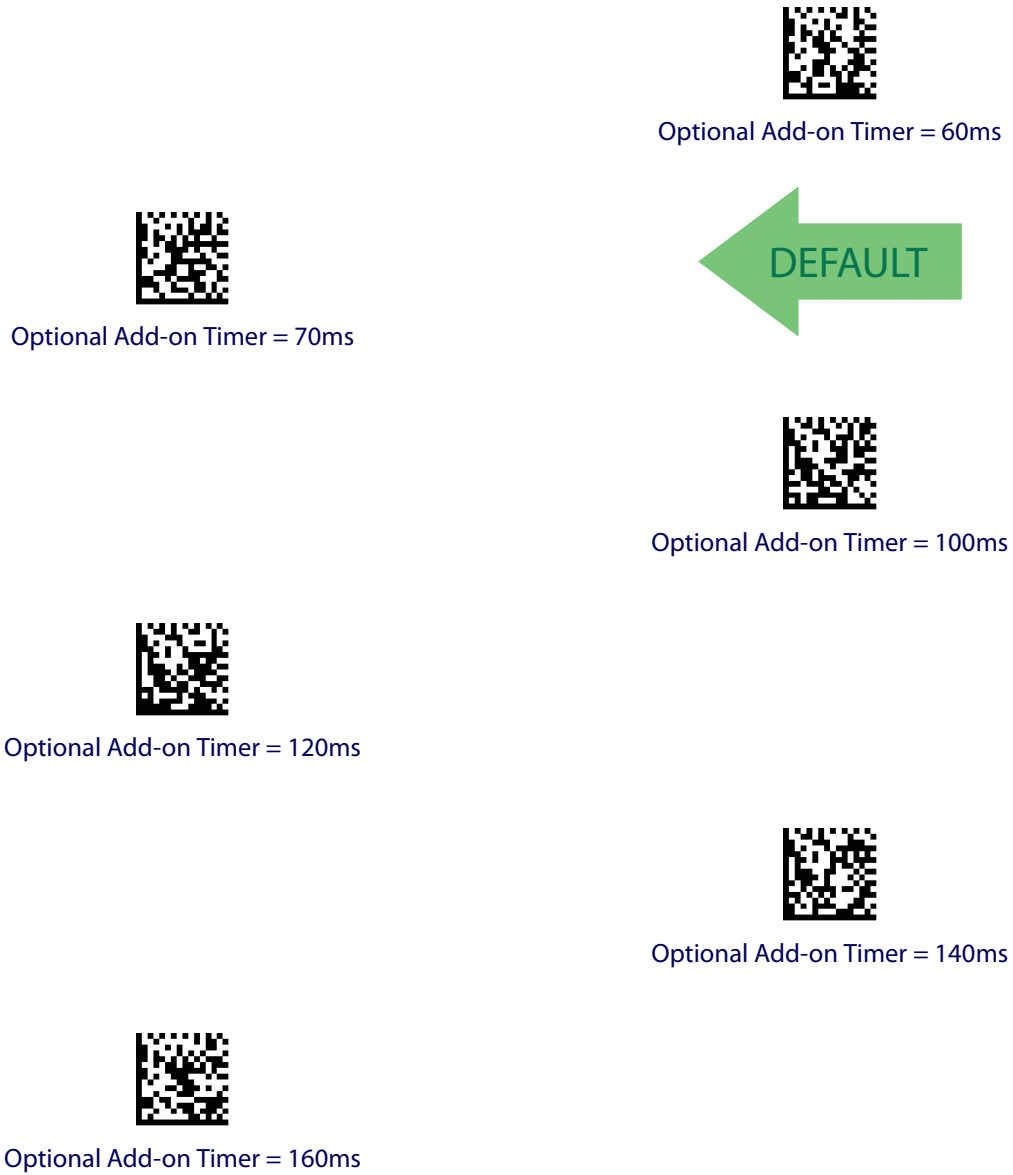 Optional Add-on Timer = 60ms
DEFAULT
Optional Add-on Timer = 70ms
Optional Add-on Timer = 100ms
Optional Add-on Timer = 120ms
Optional Add-on Timer = 140ms
Optional Add-on Timer = 160ms